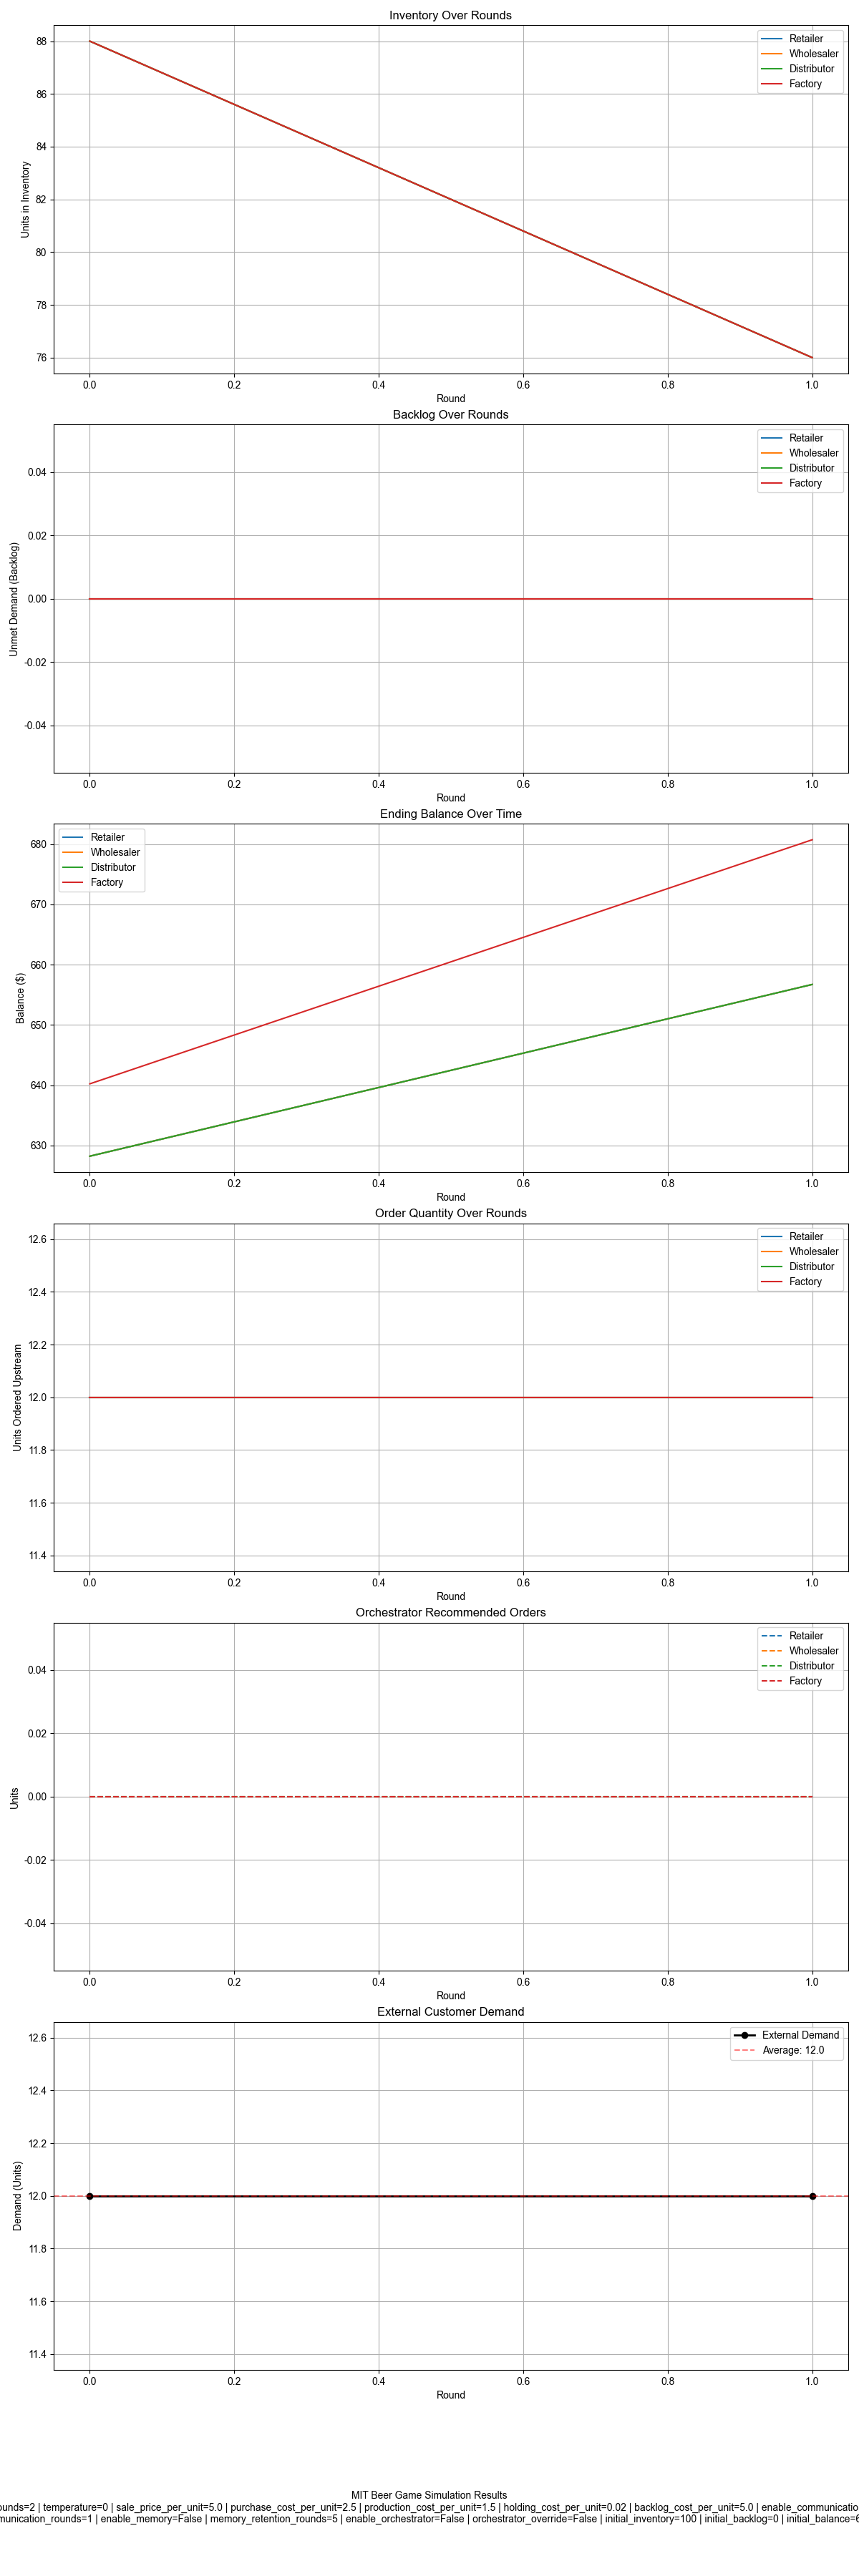 Inventory Over Rounds
Retailer
Wholesaler
Distributor
Factory
88
86
84
82
80
78
76
Units in Inventory
0.0 0.2 0.4 0.6 0.8 1.0
Round
Backlog Over Rounds
Retailer
Wholesaler
Distributor
Factory
0.04
0.02
0.00
-0.02
-0.04
Unmet Demand (Backlog)
0.0 0.2 0.4 0.6 0.8 1.0
Round
Ending Balance Over Time
Retailer
Wholesaler
Distributor
Factory
680
670
660
650
640
630
Balance ($)
0.0 0.2 0.4 0.6 0.8 1.0
Round
Order Quantity Over Rounds
Retailer
Wholesaler
Distributor
Factory
12.6
12.4
12.2
12.0
11.8
11.6
11.4
Units Ordered Upstream
0.0 0.2 0.4 0.6 0.8 1.0
Round
Orchestrator Recommended Orders
Retailer
Wholesaler
Distributor
Factory
0.04
0.02
0.00
-0.02
-0.04
Units
0.0 0.2 0.4 0.6 0.8 1.0
Round
External Customer Demand
External Demand
Average: 12.0
12.6
12.4
12.2
12.0
11.8
11.6
11.4
Demand (Units)
0.0 0.2 0.4 0.6 0.8 1.0
Round
MIT Beer Game Simulation Results
ounds=2 | temperature=0 | sale_price_per_unit=5.0 | purchase_cost_per_unit=2.5 | production_cost_per_unit=1.5 | holding_cost_per_unit=0.02 | backlog_cost_per_unit=5.0 | enable_communicatio
munication_rounds=1 | enable_memory=False | memory_retention_rounds=5 | enable_orchestrator=False | orchestrator_override=False | initial_inventory=100 | initial_backlog=0 | initial_balance=6